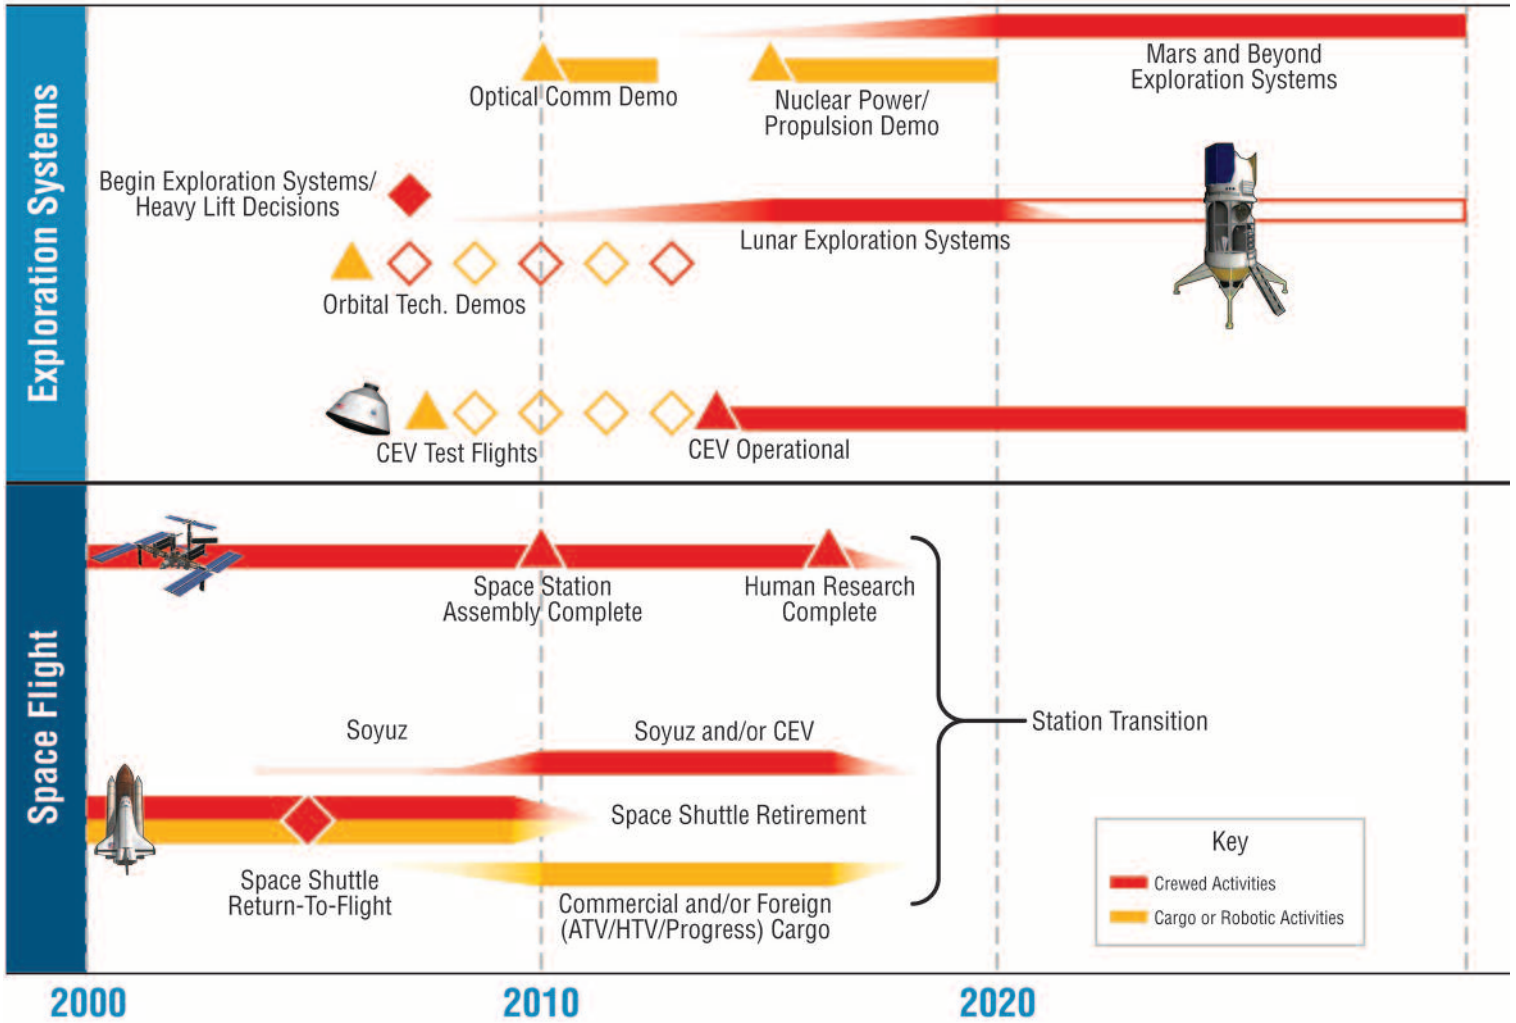 Exploration Systems
Mars and Beyond
Exploration Systems
Optical Comm Demo
Nuclear Power/
Propulsion Demo
Begin Exploration Systems/
Heavy Lift Decisions
Lunar Exploration Systems
Orbital Tech. Demos
CEV Test Flights
CEV Operational
Space Flight
Space Station
Assembly Complete
Human Research
Complete
Station Transition
Soyuz
Soyuz and/or CEV
Space Shuttle Retirement
Space Shuttle
Return-To-Flight
Commercial and/or Foreign
(ATV/HTV/Progress) Cargo
Key
Crewed Activities
Cargo or Robotic Activities
2000
2010
2020